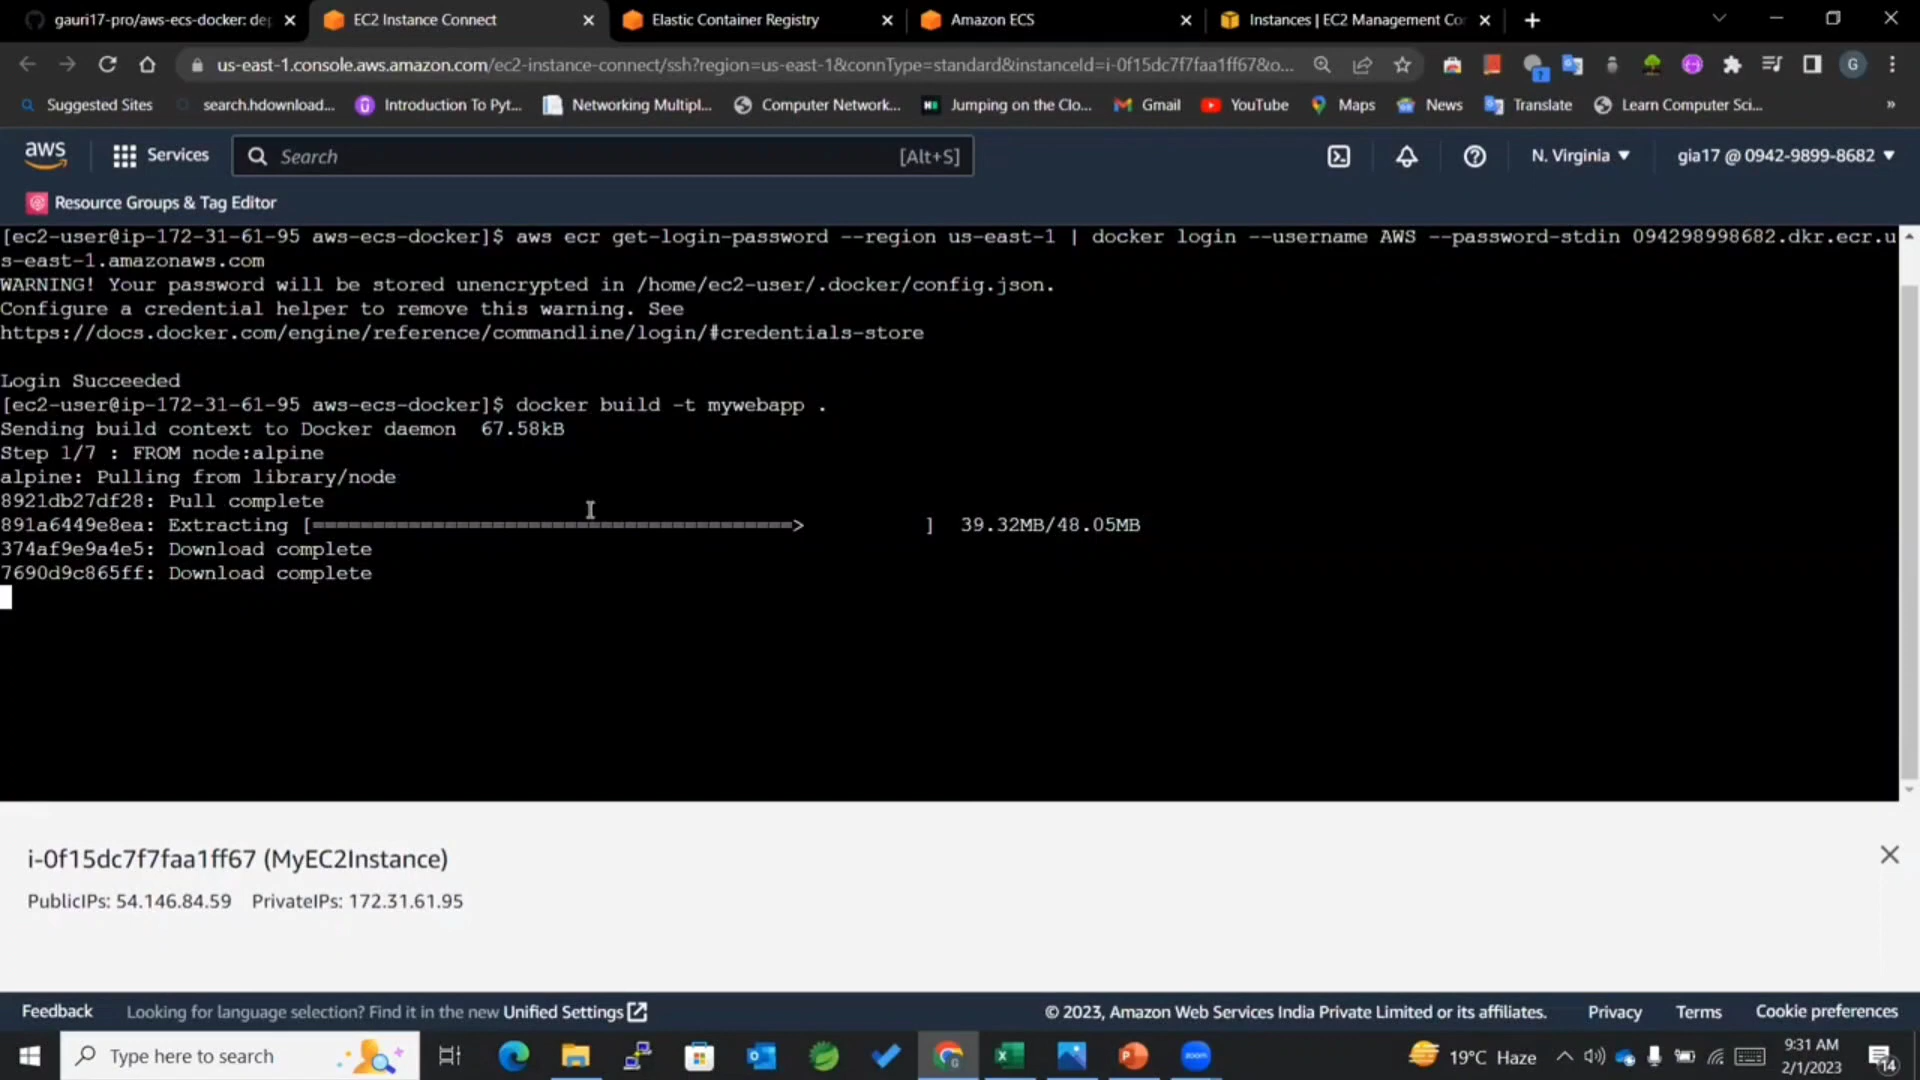 gauri17-pro/aws-ecs-docker: dep
EC2 Instance Connect
Elastic Container Registry
Amazon ECS
Instances | EC2 Management Co
us-east-1.console.aws.amazon.com/ec2-instance-connect/ssh?region=us-east-1&connType=standard&instanceId=i-0f15dc7f7faa1ff67&o...
G
Suggested Sites
search.hdownload...
Introduction To Pyt...
Networking Multipl...
Computer Network...
Jumping on the Clo...
Gmail
YouTube
Maps
News
Translate
Learn Computer Sci...
»
aws
Services
Search
[Alt+S]
N. Virginia
gia17 @ 0942-9899-8682
Resource Groups & Tag Editor
[ec2-user@ip-172-31-61-95 aws-ecs-docker]$ aws ecr get-login-password --region us-east-1 | docker login --username AWS --password-stdin 094298998682.dkr.ecr.u
s-east-1.amazonaws.com
WARNING! Your password will be stored unencrypted in /home/ec2-user/.docker/config.json.
Configure a credential helper to remove this warning. See
https://docs.docker.com/engine/reference/commandline/login/#credentials-store
Login Succeeded
[ec2-user@ip-172-31-61-95 aws-ecs-docker]$ docker build -t mywebapp .
Sending build context to Docker daemon  67.58kB
Step 1/7 : FROM node:alpine
alpine: Pulling from library/node
8921db27df28: Pull complete
891a6449e8ea: Extracting [========================================>          ]  39.32MB/48.05MB
374af9e9a4e5: Download complete
7690d9c865ff: Download complete
i-0f15dc7f7faa1ff67 (MyEC2Instance)
PublicIPs: 54.146.84.59 PrivateIPs: 172.31.61.95
Feedback
Looking for language selection? Find it in the new Unified Settings
© 2023, Amazon Web Services India Private Limited or its affiliates.
Privacy
Terms
Cookie preferences
Type here to search
zoom
19°C Haze
9:31 AM
2/1/2023
14